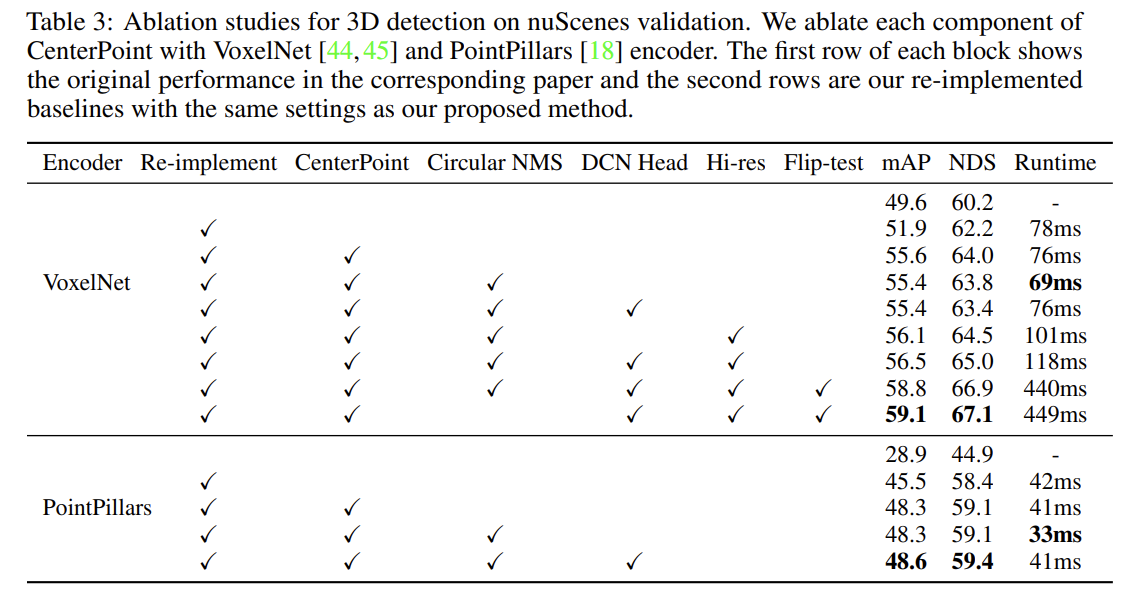 Table 3: Ablation studies for 3D detection on nuScenes validation. We ablate each component of
CenterPoint with VoxelNet [44,45] and PointPillars [18] encoder. The first row of each block shows
the original performance in the corresponding paper and the second rows are our re-implemented
baselines with the same settings as our proposed method.
Encoder Re-implement CenterPoint Circular NMS DCN Head Hi-res Flip-test mAP NDS Runtime
49.6 60.2 -
✓ 51.9 62.2 78ms
✓ ✓ 55.6 64.0 76ms
VoxelNet ✓ ✓ ✓ 55.4 63.8 69ms
✓ ✓ ✓ ✓ 55.4 63.4 76ms
✓ ✓ ✓ ✓ 56.1 64.5 101ms
✓ ✓ ✓ ✓ ✓ 56.5 65.0 118ms
✓ ✓ ✓ ✓ ✓ ✓ 58.8 66.9 440ms
✓ ✓ ✓ ✓ ✓ 59.1 67.1 449ms
28.9 44.9 -
✓ 45.5 58.4 42ms
PointPillars ✓ ✓ 48.3 59.1 41ms
✓ ✓ ✓ 48.3 59.1 33ms
✓ ✓ ✓ ✓ 48.6 59.4 41ms